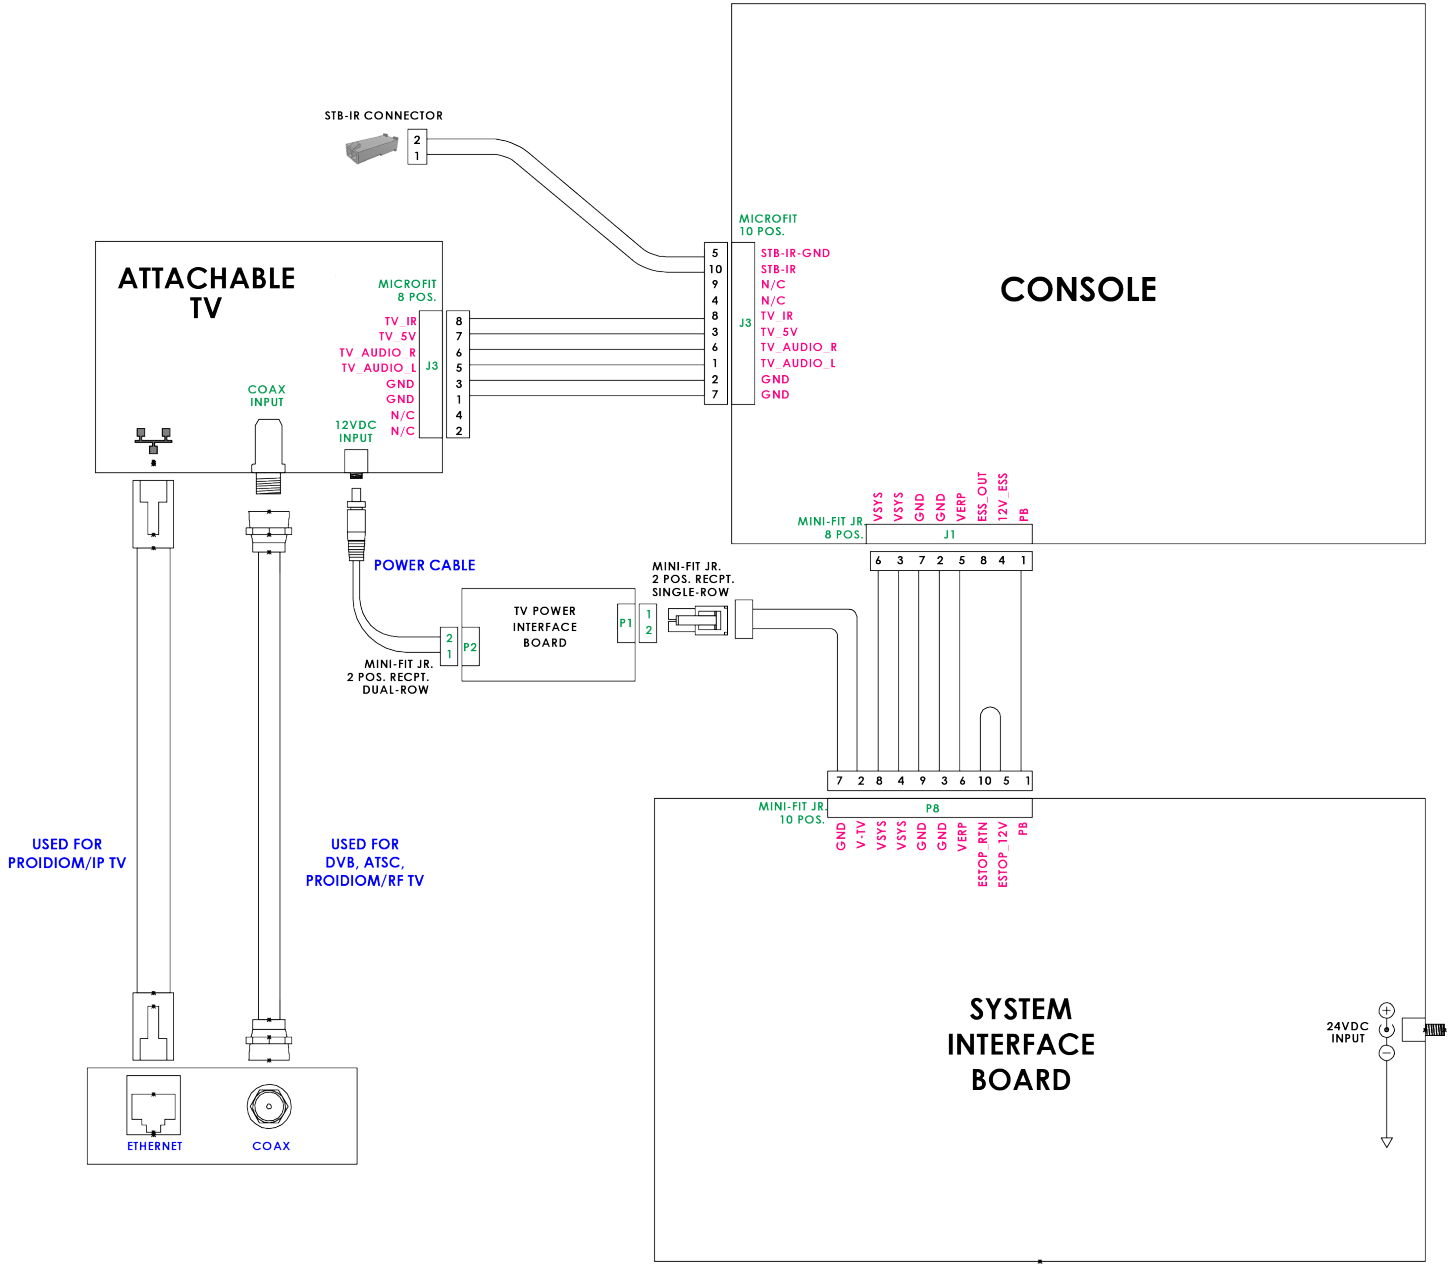 STB-IR CONNECTOR
2
1
MICROFIT
10 POS.
5 STB-IR-GND
10 STB-IR
9 N/C
4 N/C
8 TV_IR
3 TV_5V
6 TV_AUDIO_R
1 TV_AUDIO_L
2 GND
7 GND
J3
CONSOLE
ATTACHABLE
TV
MICROFIT
8 POS.
TV_IR 8
TV_5V 7
TV_AUDIO_R 6
TV_AUDIO_L 5
GND 3
GND 1
N/C 4
N/C 2
J3
COAX
INPUT
12VDC
INPUT
POWER CABLE
MINI-FIT JR.
8 POS.
VSYS
VSYS
GND
GND
VERP
ESS_OUT
12V_ESS
PB
J1
6 3 7 2 5 8 4 1
TV POWER
INTERFACE
BOARD
P1
1
2
P2
2
1
MINI-FIT JR.
2 POS. RECPT.
SINGLE-ROW
MINI-FIT JR.
2 POS. RECPT.
DUAL-ROW
7 2 8 4 9 3 6 10 5 1
MINI-FIT JR.
10 POS.
P8
GND
V-TV
VSYS
VSYS
GND
GND
VERP
ESTOP_RTN
ESTOP_12V
PB
USED FOR
PROIDIOM/IP TV
USED FOR
DVB, ATSC,
PROIDIOM/RF TV
SYSTEM
INTERFACE
BOARD
24VDC
INPUT
+
−
ETHERNET
COAX